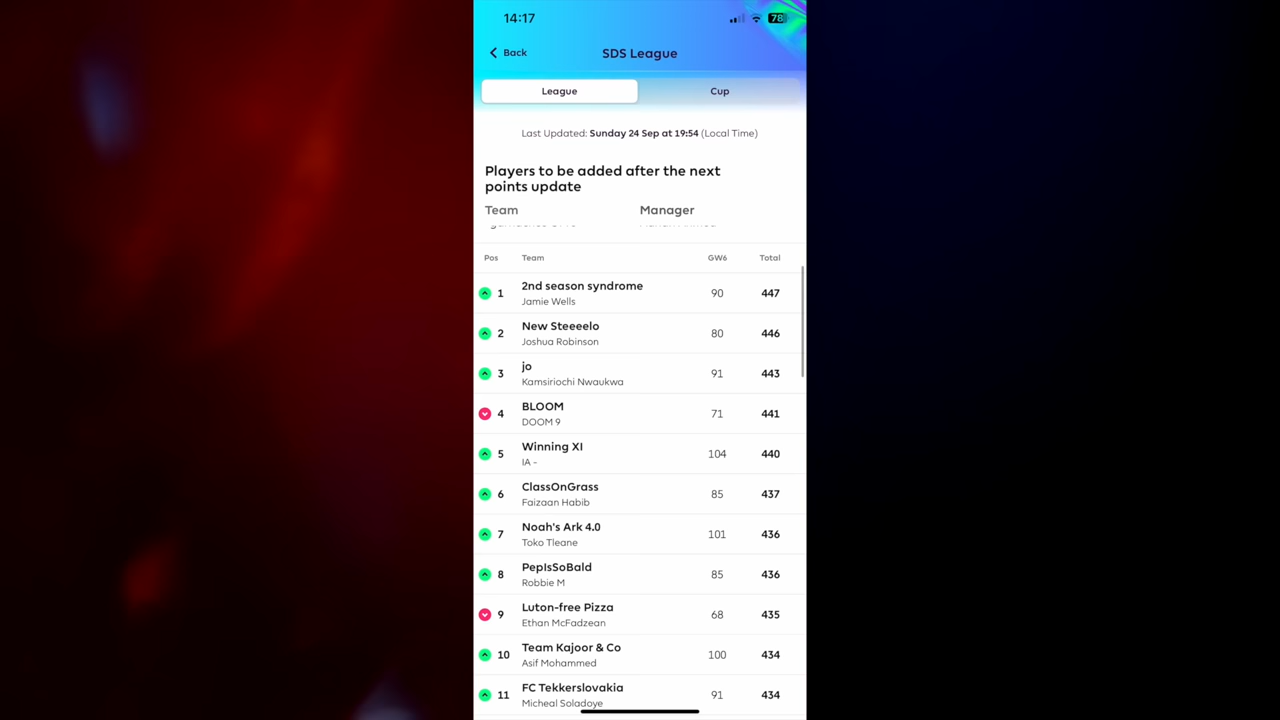 14:17
78
Back
SDS League
League
Cup
Last Updated: Sunday 24 Sep at 19:54 (Local Time)
Players to be added after the next
points update
Team Manager
Pos Team GW6 Total
1 2nd season syndrome 90 447
Jamie Wells
2 New Steeeelo 80 446
Joshua Robinson
3 jo 91 443
Kamsiriochi Nwaukwa
4 BLOOM 71 441
DOOM 9
5 Winning XI 104 440
IA -
6 ClassOnGrass 85 437
Faizaan Habib
7 Noah's Ark 4.0 101 436
Toko Tleane
8 PepIsSoBald 85 436
Robbie M
9 Luton-free Pizza 68 435
Ethan McFadzean
10 Team Kajoor & Co 100 434
Asif Mohammed
11 FC Tekkerslovakia 91 434
Micheal Soladoye